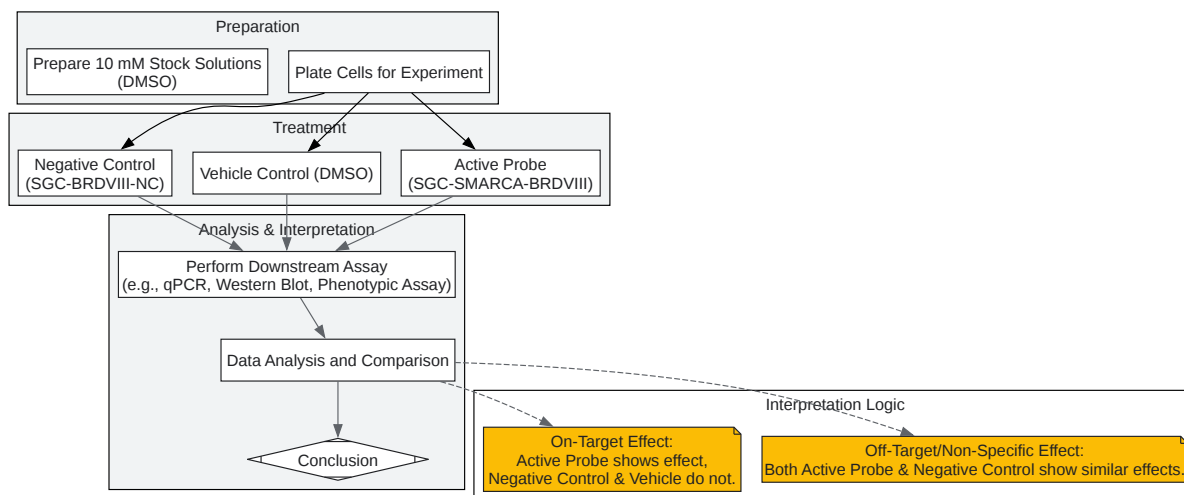 Preparation
Prepare 10 mM Stock Solutions
(DMSO)
Plate Cells for Experiment
Treatment
Negative Control
(SGC-BRDVIII-NC)
Vehicle Control (DMSO)
Active Probe
(SGC-SMARCA-BRDVIII)
Analysis & Interpretation
Perform Downstream Assay
(e.g., qPCR, Western Blot, Phenotypic Assay)
Data Analysis and Comparison
Conclusion
Interpretation Logic
On-Target Effect:
Active Probe shows effect,
Negative Control & Vehicle do not.
Off-Target/Non-Specific Effect:
Both Active Probe & Negative Control show similar effects.